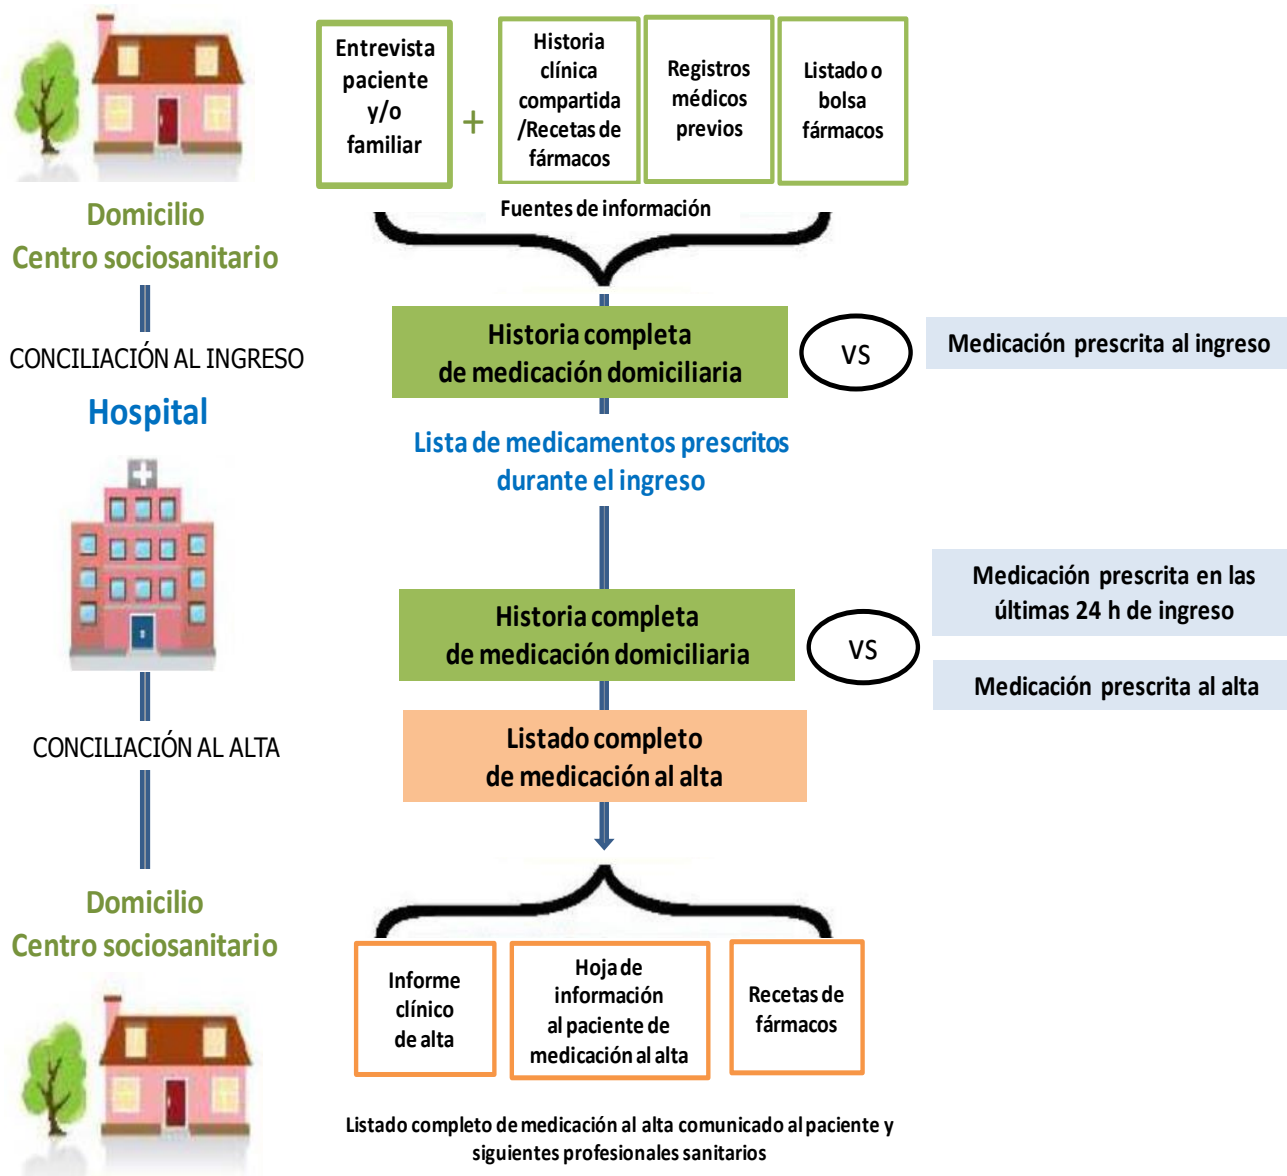 Entrevista
paciente
y/o
familiar
+
Historia
clínica
compartida
/Recetas de
fármacos
Registros
médicos
previos
Listado o
bolsa
fármacos
Fuentes de información
Domicilio
Centro sociosanitario
CONCILIACIÓN AL INGRESO
Historia completa
de medicación domiciliaria
VS
Medicación prescrita al ingreso
Hospital
Lista de medicamentos prescritos
durante el ingreso
Historia completa
de medicación domiciliaria
VS
Medicación prescrita en las
últimas 24 h de ingreso
Medicación prescrita al alta
CONCILIACIÓN AL ALTA
Listado completo
de medicación al alta
Domicilio
Centro sociosanitario
Informe
clínico
de alta
Hoja de
información
al paciente de
medicación al alta
Recetas de
fármacos
Listado completo de medicación al alta comunicado al paciente y
siguientes profesionales sanitarios